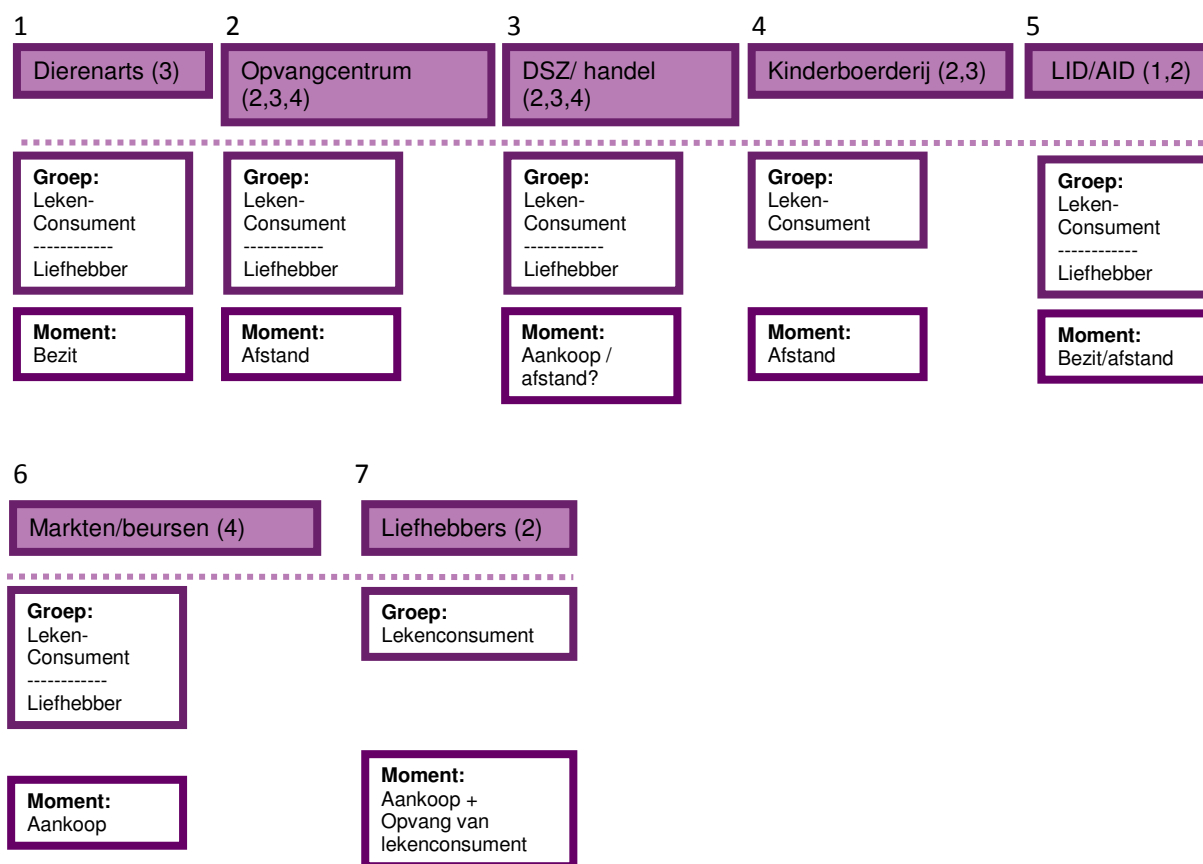 1
Dierenarts (3)
Groep:
Leken-
Consument
------------
Liefhebber
Moment:
Bezit
2
Opvangcentrum
(2,3,4)
Groep:
Leken-
Consument
------------
Liefhebber
Moment:
Afstand
3
DSZ/ handel
(2,3,4)
Groep:
Leken-
Consument
------------
Liefhebber
Moment:
Aankoop /
afstand?
4
Kinderboerderij (2,3)
Groep:
Leken-
Consument
Moment:
Afstand
5
LID/AID (1,2)
Groep:
Leken-
Consument
------------
Liefhebber
Moment:
Bezit/afstand
6
Markten/beursen (4)
Groep:
Leken-
Consument
------------
Liefhebber
Moment:
Aankoop
7
Liefhebbers (2)
Groep:
Lekenconsument
Moment:
Aankoop +
Opvang van
lekenconsument